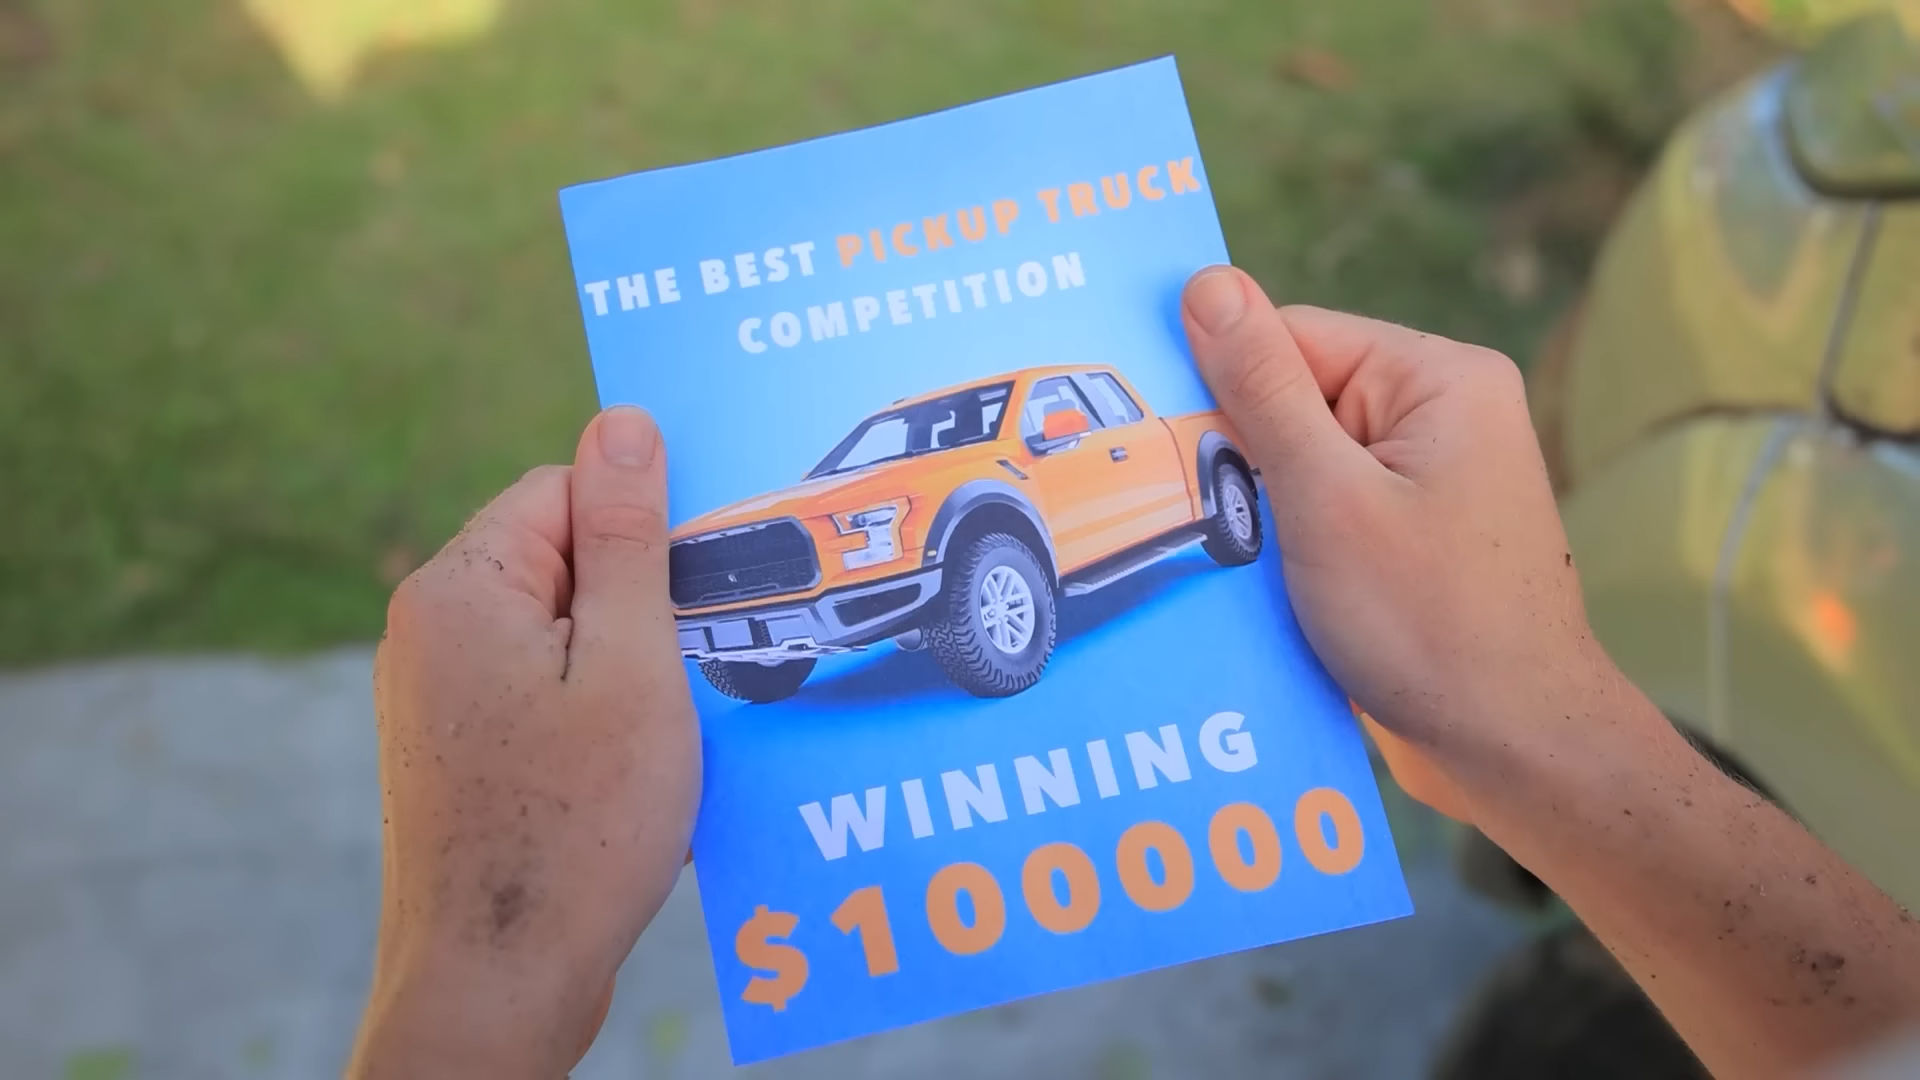 THE BEST PICKUP TRUCK
COMPETITION
WINNING
$100000